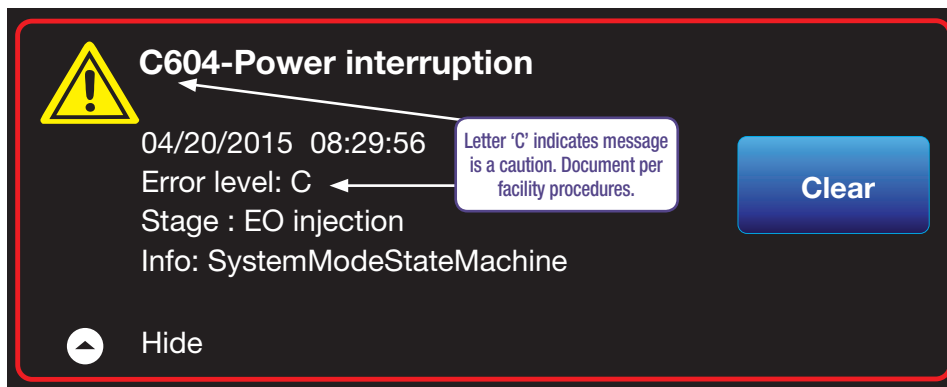 C604-Power interruption
04/20/2015 08:29:56
Error level: C
Stage : EO injection
Info: SystemModeStateMachine
Letter ‘C’ indicates message
is a caution. Document per
facility procedures.
Clear
Hide